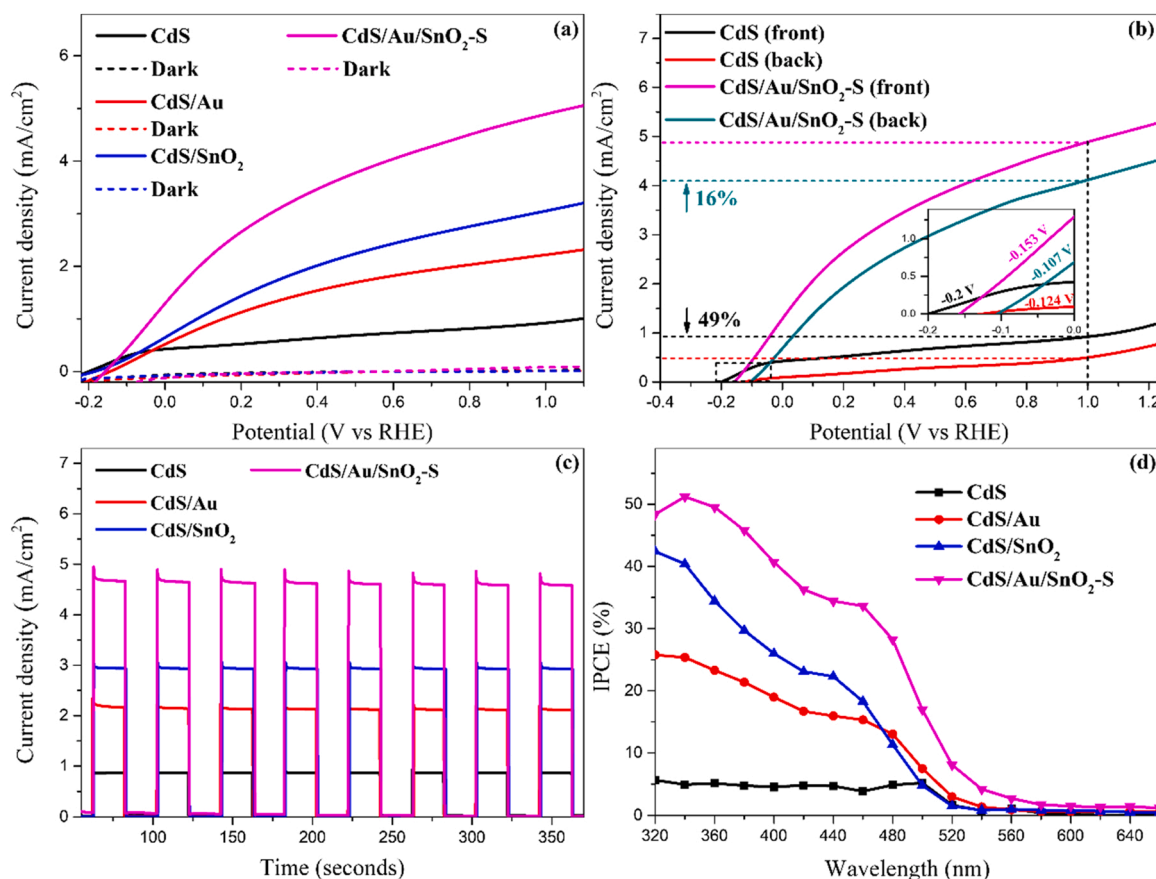 (a)
CdS
CdS/Au/SnO₂-S
Dark
Dark
CdS/Au
Dark
CdS/SnO₂
Dark
Current density (mA/cm²)
6
4
2
0
-0.2 0.0 0.2 0.4 0.6 0.8 1.0
Potential (V vs RHE)
(b)
CdS (front)
CdS (back)
CdS/Au/SnO₂-S (front)
CdS/Au/SnO₂-S (back)
16%
49%
1.0
0.5
0.0
-0.2 -0.1 0.0
-0.153 V
-0.107 V
-0.2 V
-0.124 V
Current density (mA/cm²)
7
6
5
4
3
2
1
0
-0.4 -0.2 0.0 0.2 0.4 0.6 0.8 1.0 1.2
Potential (V vs RHE)
(c)
CdS
CdS/Au/SnO₂-S
CdS/Au
CdS/SnO₂
Current density (mA/cm²)
7
6
5
4
3
2
1
0
100 150 200 250 300 350
Time (seconds)
(d)
CdS
CdS/Au
CdS/SnO₂
CdS/Au/SnO₂-S
IPCE (%)
50
40
30
20
10
0
320 360 400 440 480 520 560 600 640
Wavelength (nm)